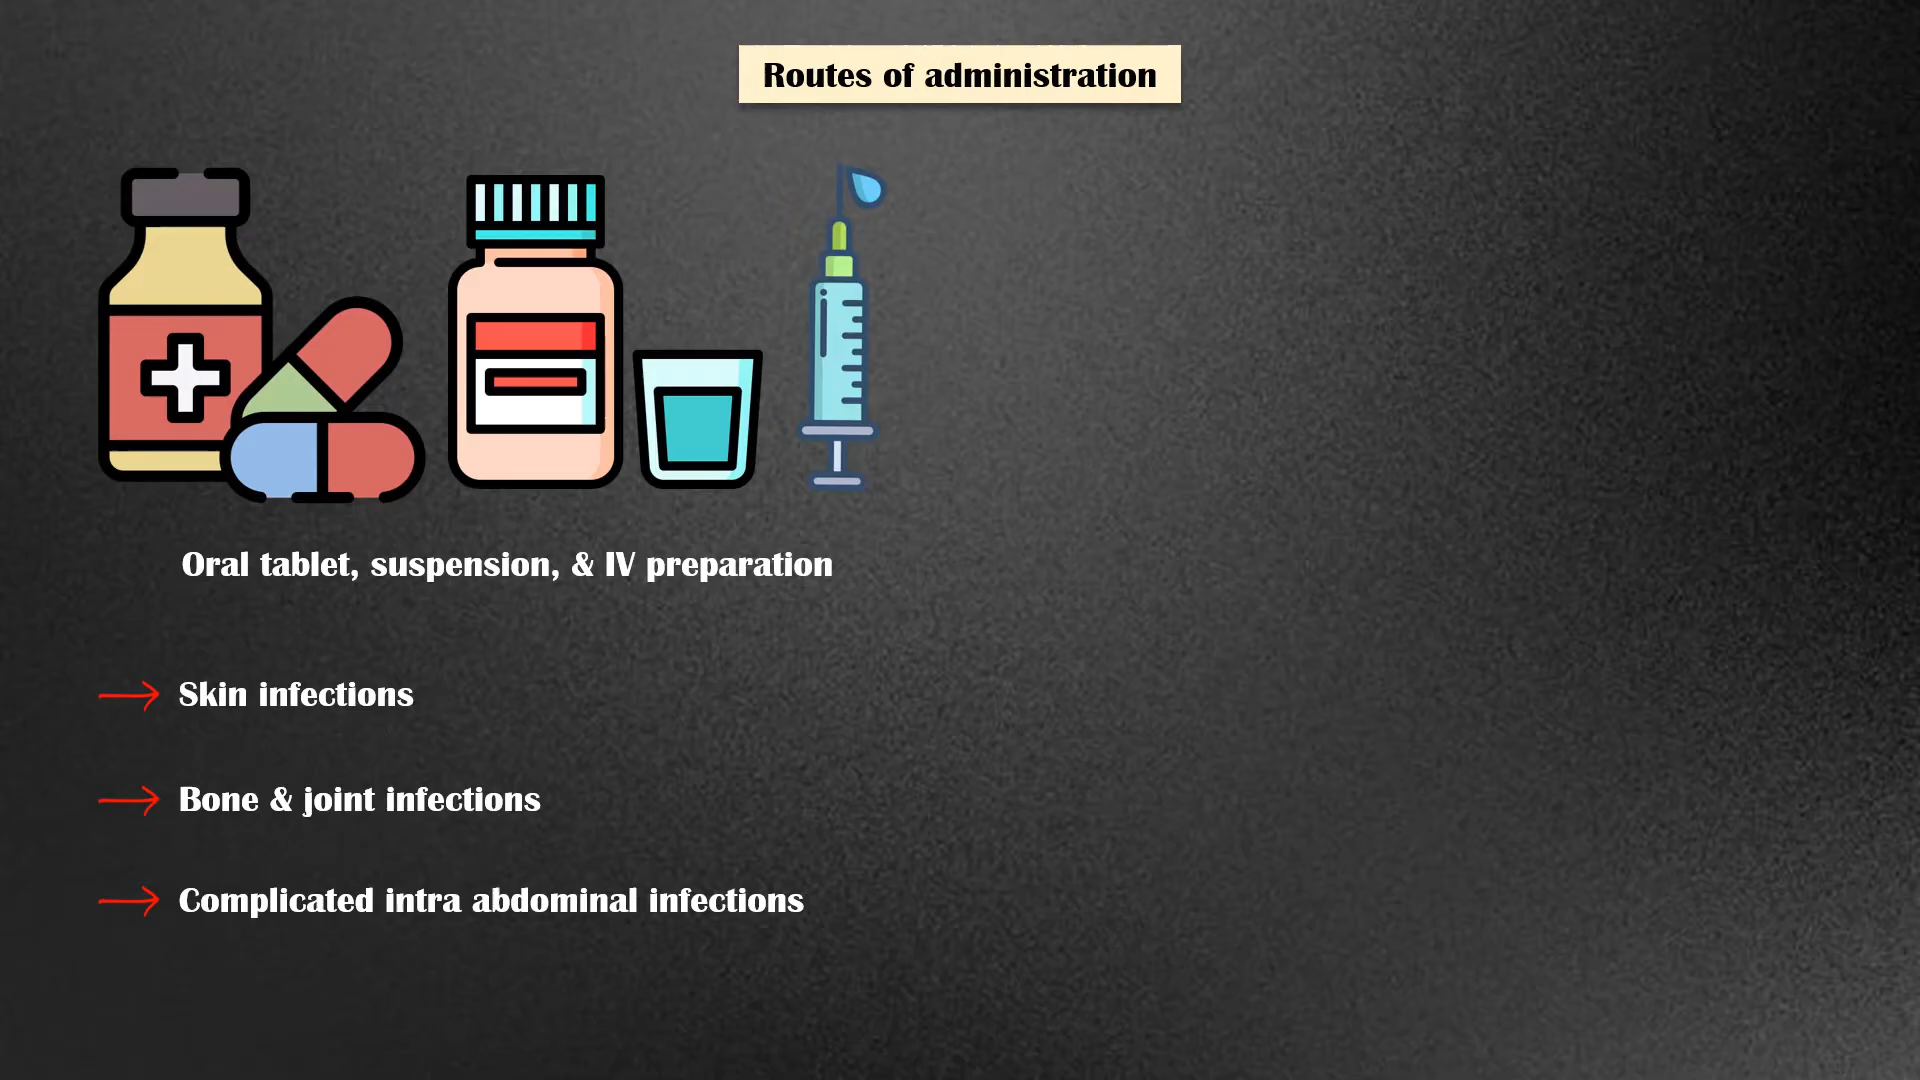 Routes of administration
Oral tablet, suspension, & IV preparation
Skin infections
Bone & joint infections
Complicated intra abdominal infections